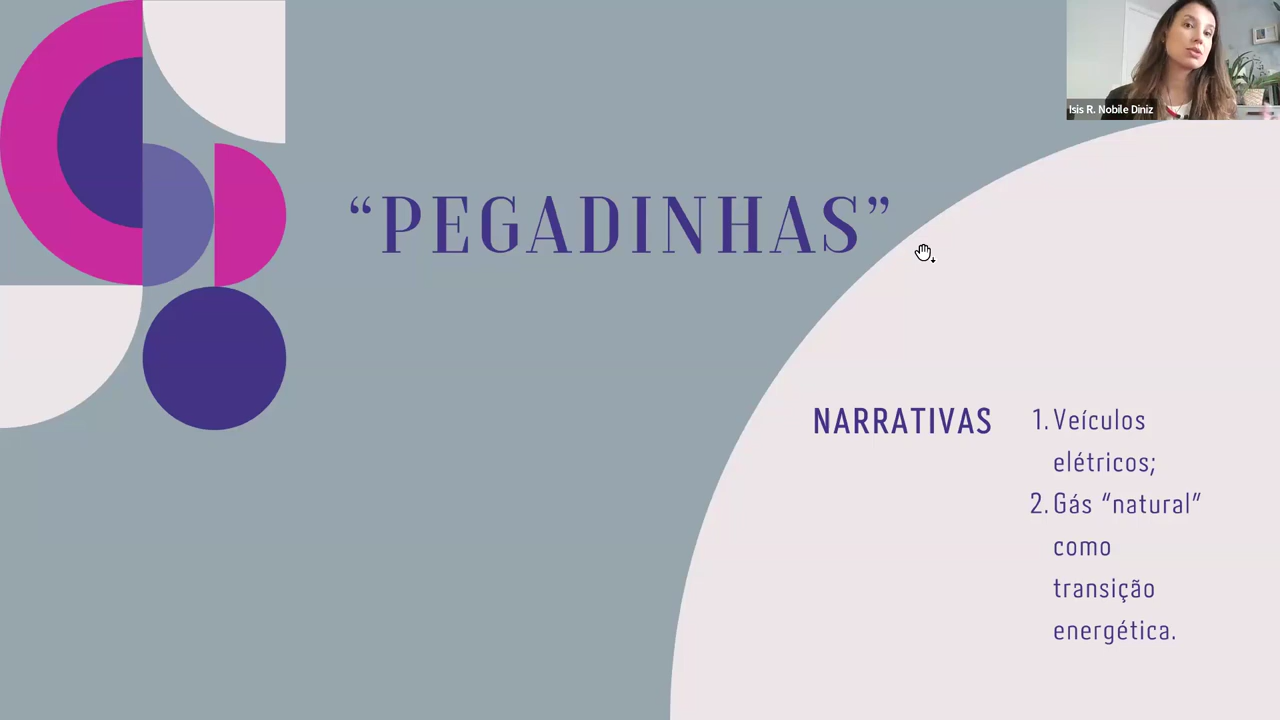 Isis R. Nobile Diniz
“PEGADINHAS”
NARRATIVAS
1. Veículos
elétricos;
2. Gás “natural”
como
transição
energética.